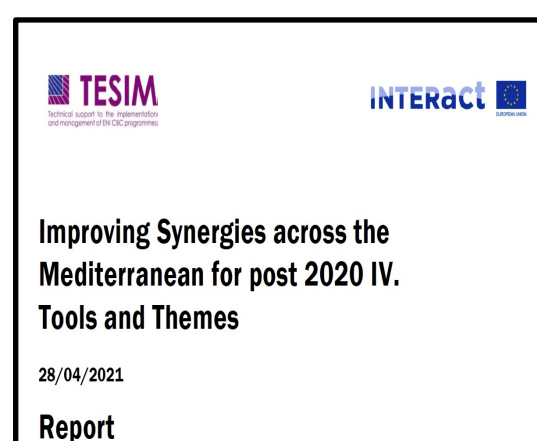 TESIM
Technical support to the implementation
and management of ENI CBC programmes
INTERact
EUROPEAN UNION
Improving Synergies across the
Mediterranean for post 2020 IV.
Tools and Themes
28/04/2021
Report